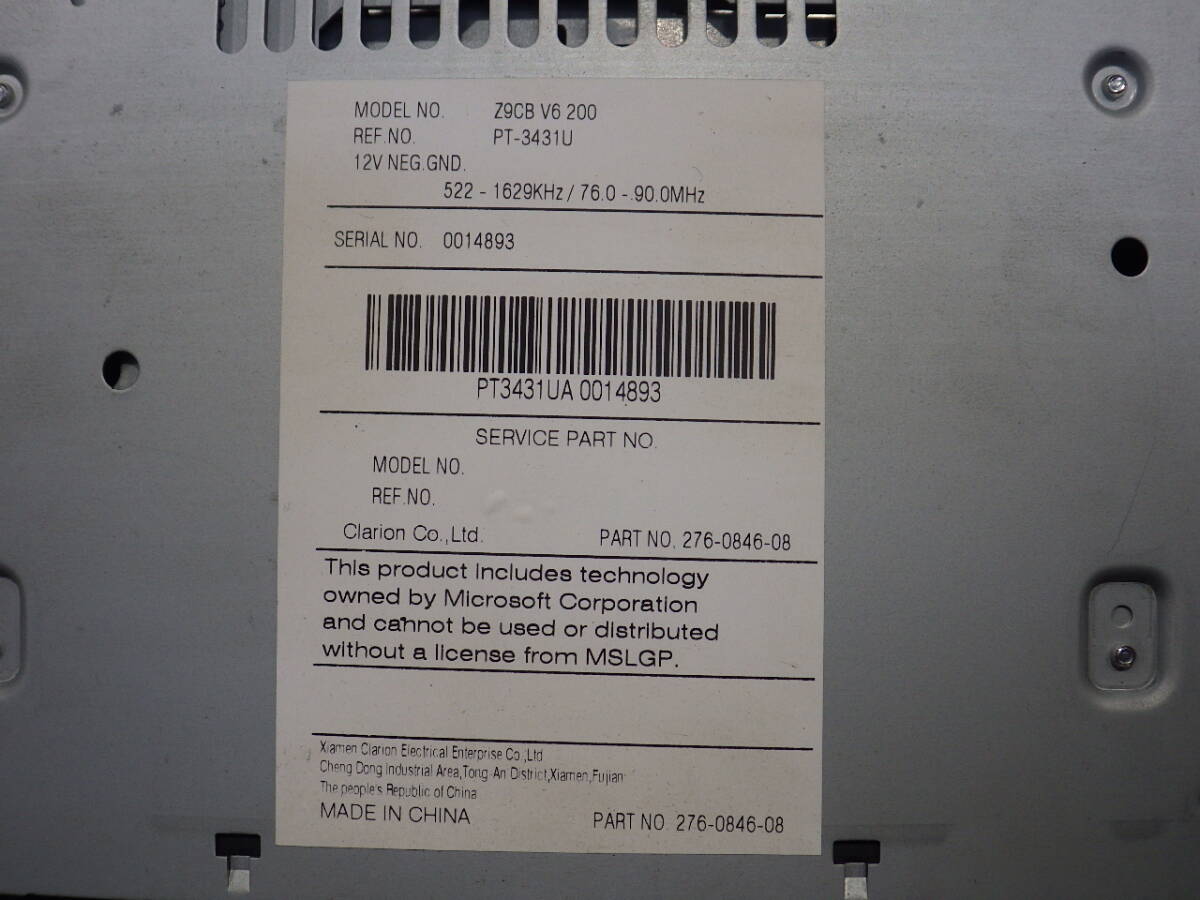 MODEL NO. Z9CB V6 200
REF.NO. PT-3431U
12V NEG.GND.
522 - 1629KHz / 76.0 - 90.0MHz
SERIAL NO. 0014893
PT3431UA 0014893
SERVICE PART NO.
MODEL NO.
REF.NO.
Clarion Co.,Ltd. PART NO. 276-0846-08
This product includes technology
owned by Microsoft Corporation
and cannot be used or distributed
without a license from MSLGP.
Xiamen Clarion Electrical Enterprise Co.,Ltd
Cheng Dong Industrial Area,Tong An District,Xiamen,Fujian
The people's Republic of China
MADE IN CHINA PART NO. 276-0846-08